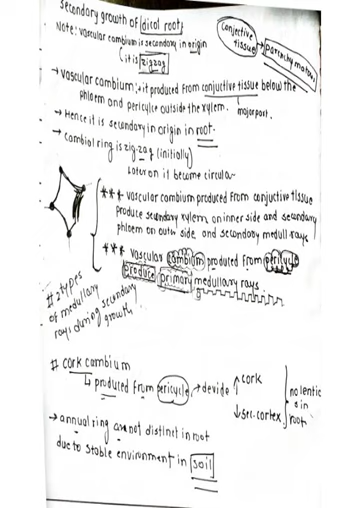 Secondary growth of dicot root
Note: vascular cambium is secondary in origin
(it is zigzag
Conjective tissue → parenchymatous
→ vascular cambium :→ it produced from conjuctive tissue below the
phloem and pericycle outside the xylem. major part.
→ Hence it is secondary in origin in root.
→ Cambial ring is zig-zag (initially)
Later on it become circular
*** vascular cambium produced from conjuctive tissue
produce secondary xylem on inner side and secondary
phloem on outer side and secondary medull rays
*** Vascular cambium produced from pericycle
produce primary medullary rays.
# 2 types
of medullary
rays during secondary
growth
# cork cambium
↳ produced from pericycle → devide ↑ cork
↓ sec. cortex
no lentic
s in
root
→ annual ring are not distinct in root
due to stable environment in soil